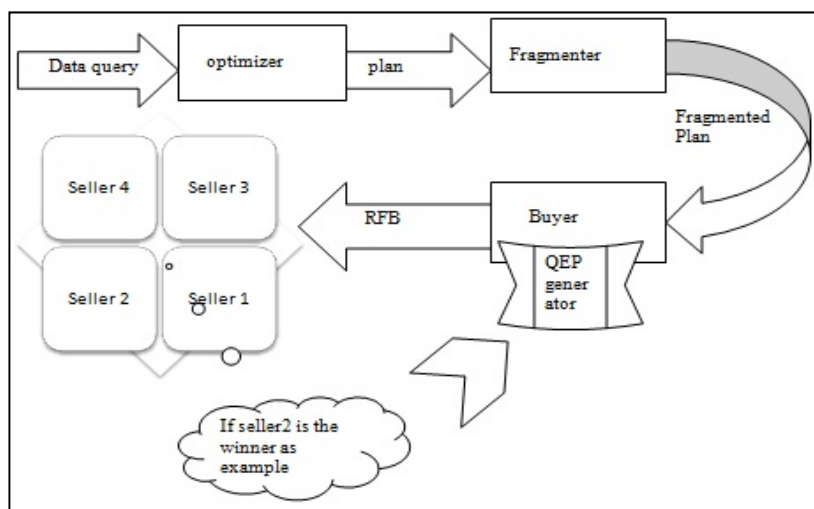 Data query
optimizer
plan
Fragmenter
Fragmented
Plan
Seller 4
Seller 3
RFB
Buyer
Seller 2
Seller 1
QEP
gener
ator
If seller2 is the
winner as
example